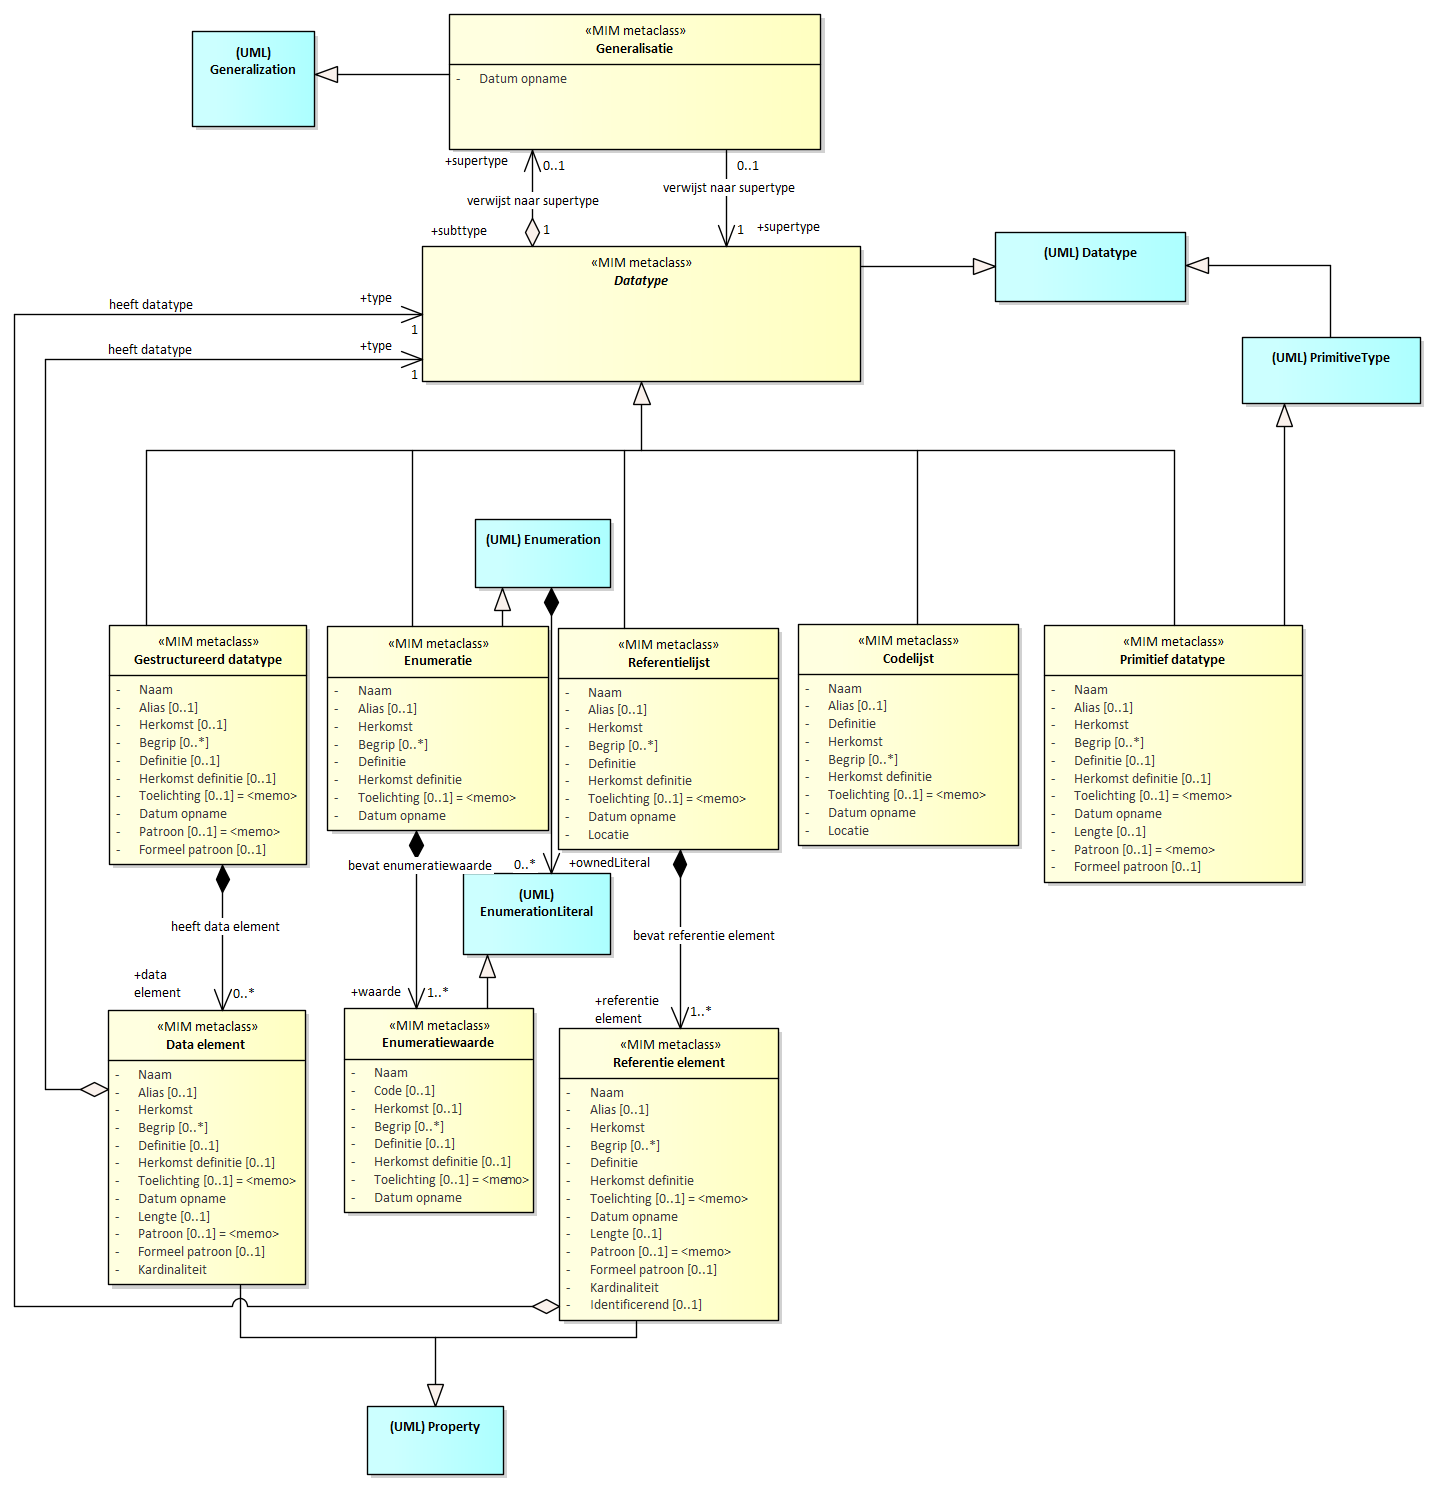 «MIM metaclass»
Generalisatie
- Datum opname
(UML)
Generalization
+supertype
0..1
0..1
verwijst naar supertype
verwijst naar supertype
+subttype
1
1
+supertype
«MIM metaclass»
Datatype
(UML) Datatype
heeft datatype
+type
1
heeft datatype
+type
1
(UML) PrimitiveType
(UML) Enumeration
«MIM metaclass»
Gestructureerd datatype
- Naam
- Alias [0..1]
- Herkomst [0..1]
- Begrip [0..*]
- Definitie [0..1]
- Herkomst definitie [0..1]
- Toelichting [0..1] = <memo>
- Datum opname
- Patroon [0..1] = <memo>
- Formeel patroon [0..1]
«MIM metaclass»
Enumeratie
- Naam
- Alias [0..1]
- Herkomst
- Begrip [0..*]
- Definitie
- Herkomst definitie
- Toelichting [0..1] = <memo>
- Datum opname
«MIM metaclass»
Referentielijst
- Naam
- Alias [0..1]
- Herkomst
- Begrip [0..*]
- Definitie
- Herkomst definitie
- Toelichting [0..1] = <memo>
- Datum opname
- Locatie
«MIM metaclass»
Codelijst
- Naam
- Alias [0..1]
- Definitie
- Herkomst
- Begrip [0..*]
- Herkomst definitie
- Toelichting [0..1] = <memo>
- Datum opname
- Locatie
«MIM metaclass»
Primitief datatype
- Naam
- Alias [0..1]
- Herkomst
- Begrip [0..*]
- Definitie [0..1]
- Herkomst definitie [0..1]
- Toelichting [0..1] = <memo>
- Datum opname
- Lengte [0..1]
- Patroon [0..1] = <memo>
- Formeel patroon [0..1]
bevat enumeratiewaarde
0..*
+ownedLiteral
(UML)
EnumerationLiteral
heeft data element
bevat referentie element
+data
element
0..*
+waarde
1..*
+referentie
element
1..*
«MIM metaclass»
Data element
- Naam
- Alias [0..1]
- Herkomst
- Begrip [0..*]
- Definitie [0..1]
- Herkomst definitie [0..1]
- Toelichting [0..1] = <memo>
- Datum opname
- Lengte [0..1]
- Patroon [0..1] = <memo>
- Formeel patroon [0..1]
- Kardinaliteit
«MIM metaclass»
Enumeratiewaarde
- Naam
- Code [0..1]
- Herkomst [0..1]
- Begrip [0..*]
- Definitie [0..1]
- Herkomst definitie [0..1]
- Toelichting [0..1] = <memo>
- Datum opname
«MIM metaclass»
Referentie element
- Naam
- Alias [0..1]
- Herkomst
- Begrip [0..*]
- Definitie
- Herkomst definitie
- Toelichting [0..1] = <memo>
- Datum opname
- Lengte [0..1]
- Patroon [0..1] = <memo>
- Formeel patroon [0..1]
- Kardinaliteit
- Identificerend [0..1]
(UML) Property